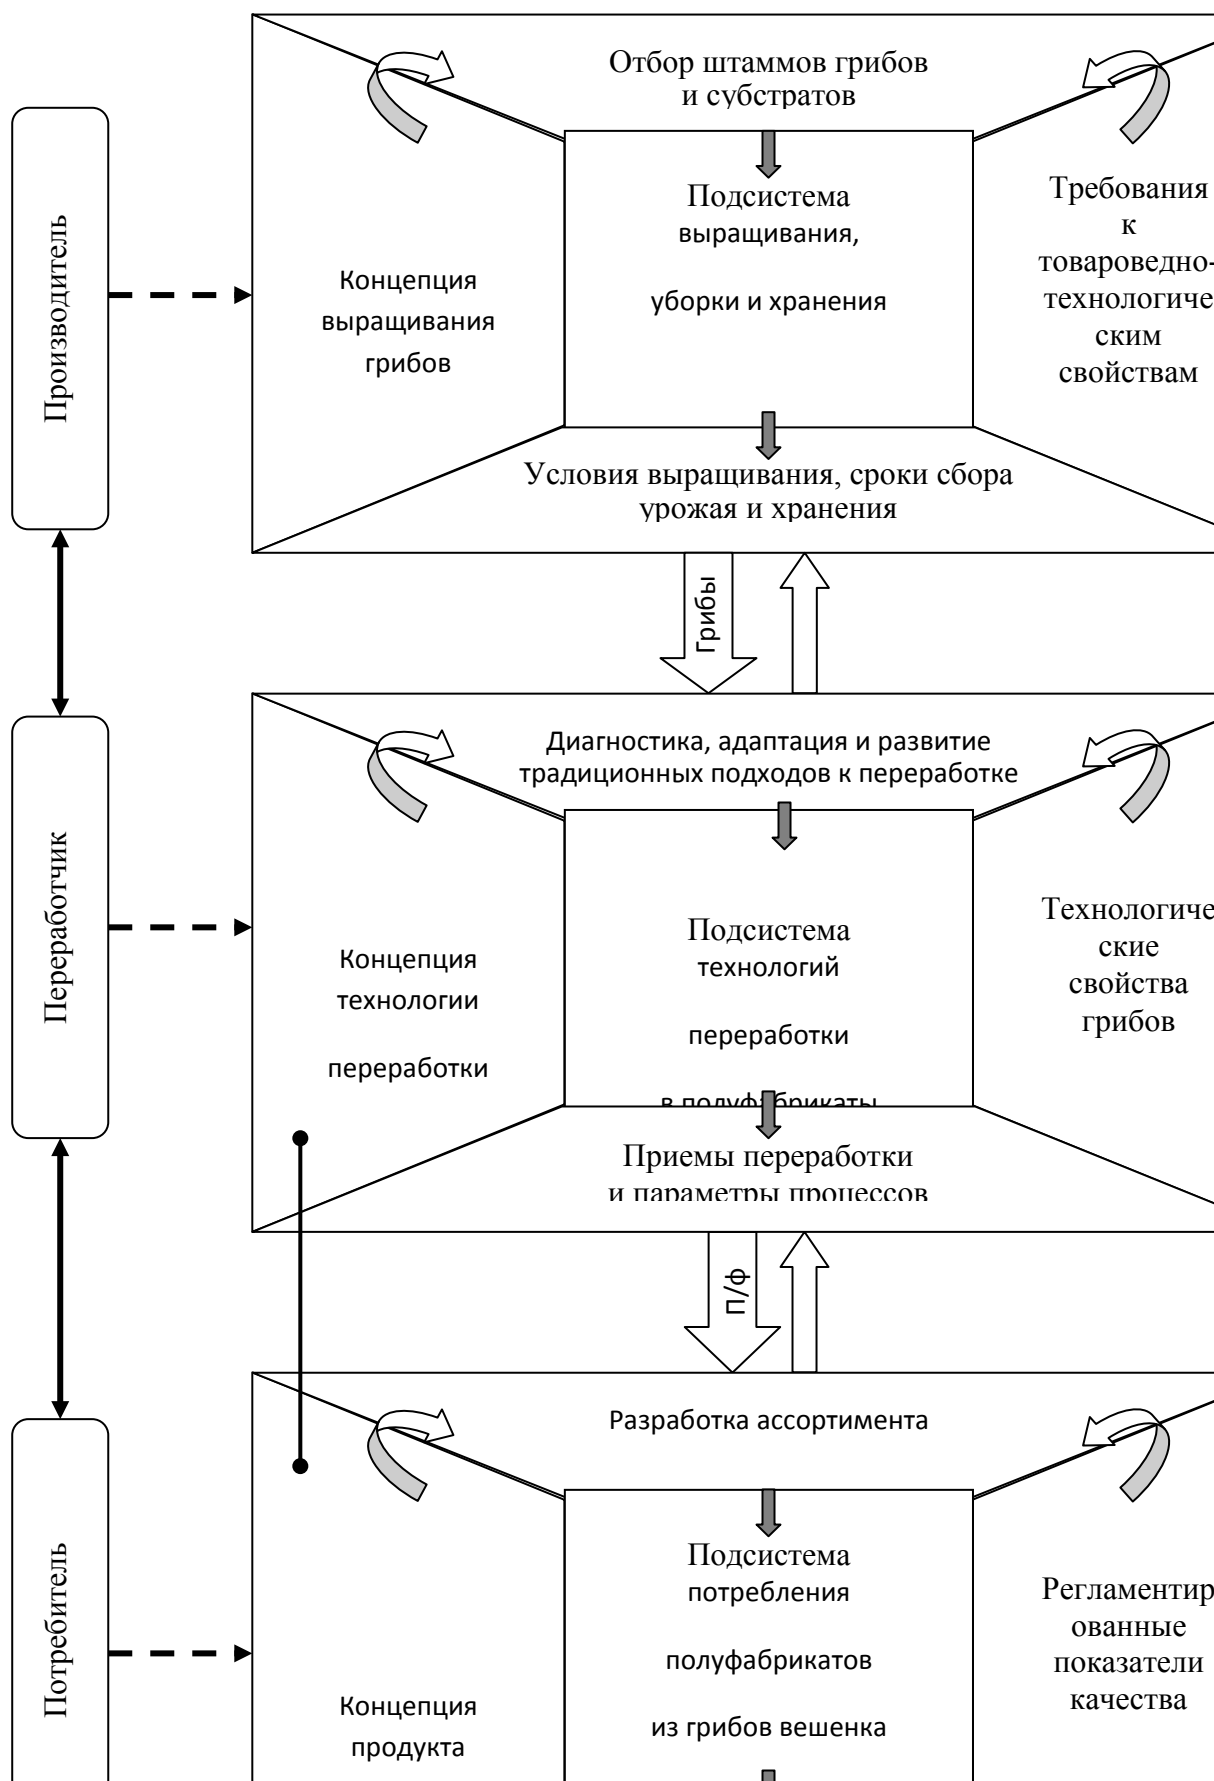 Отбор штаммов грибов
и субстратов
Производитель
Концепция
выращивания
грибов
Подсистема
выращивания,
уборки и хранения
Требования
к
товароведно-
технологиче
ским
свойствам
Условия выращивания, сроки сбора
урожая и хранения
Грибы
Диагностика, адаптация и развитие
традиционных подходов к переработке
Переработчик
Концепция
технологии
переработки
Подсистема
технологий
переработки
в полуфабрикаты
Технологиче
ские
свойства
грибов
Приемы переработки
и параметры процессов
П/ф
Разработка ассортимента
Потребитель
Концепция
продукта
Подсистема
потребления
полуфабрикатов
из грибов вешенка
Регламентир
ованные
показатели
качества